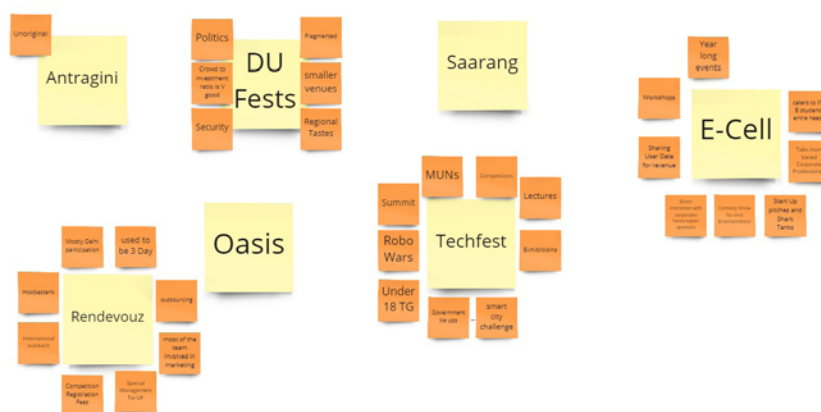 Unoriginal
Antragini
Politics
Fragmented
Crowd to
investment
ratio is V
good
DU
Fests
smaller
venues
Security
Regional
Tastes
Saarang
Year
long
events
Workshops
Sharing
User Data
for revenue
E-Cell
Start Up
pitches and
Shark
Tanks
MUNs
Competitions
Summit
Lectures
Robo
Wars
Techfest
Exhibitions
Under
18 TG
Government
tie ups
smart
city
challenge
Oasis
Mostly Delhi
participation
used to
be 3 Day
Rendevouz
outsourcing
International
outreach
most of the
team
involved in
marketing
Competition
Registration
Fees
Special
Management
Tie UP